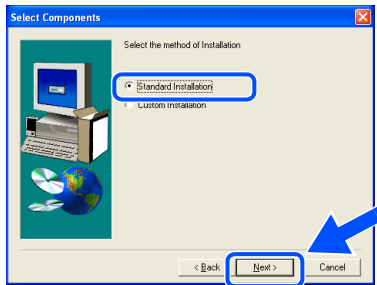 Select Components
Select the method of Installation
Standard Installation
Custom Installation
< Back
Next >
Cancel